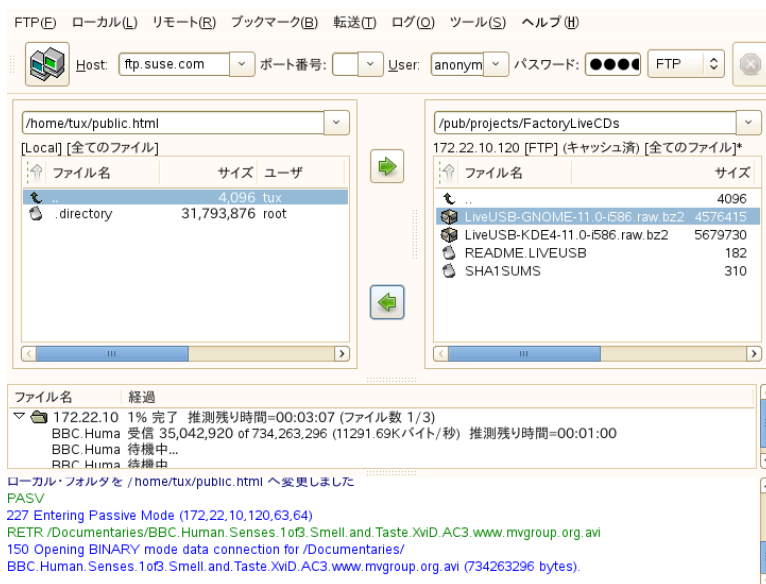 FTP(F) ローカル(L) リモート(R) ブックマーク(B) 転送(T) ログ(O) ツール(S) ヘルプ(H)
Host: ftp.suse.com ポート番号: User: anonym パスワード: FTP
/home/tux/public.html
[Local] [全てのファイル]
ファイル名 サイズ ユーザ
.. 4,096 tux
.directory 31,793,876 root
/pub/projects/FactoryLiveCDs
172.22.10.120 [FTP] (キャッシュ済) [全てのファイル]*
ファイル名 サイズ
.. 4096
LiveUSB-GNOME-11.0-i586.raw.bz2 4576415
LiveUSB-KDE4-11.0-i586.raw.bz2 5679730
README.LIVEUSB 182
SHA1SUMS 310
ファイル名 経過
172.22.10 1% 完了 推測残り時間=00:03:07 (ファイル数 1/3)
BBC.Huma 受信 35,042,920 of 734,263,296 (11291.69Kバイト/秒) 推測残り時間=00:01:00
BBC.Huma 待機中...
BBC.Huma 待機中
ローカル・フォルダを /home/tux/public.html へ変更しました
PASV
227 Entering Passive Mode (172,22,10,120,63,64)
RETR /Documentaries/BBC.Human.Senses.1of3.Smell.and.Taste.XviD.AC3.www.mvgroup.org.avi
150 Opening BINARY mode data connection for /Documentaries/
BBC.Human.Senses.1of3.Smell.and.Taste.XviD.AC3.www.mvgroup.org.avi (734263296 bytes).